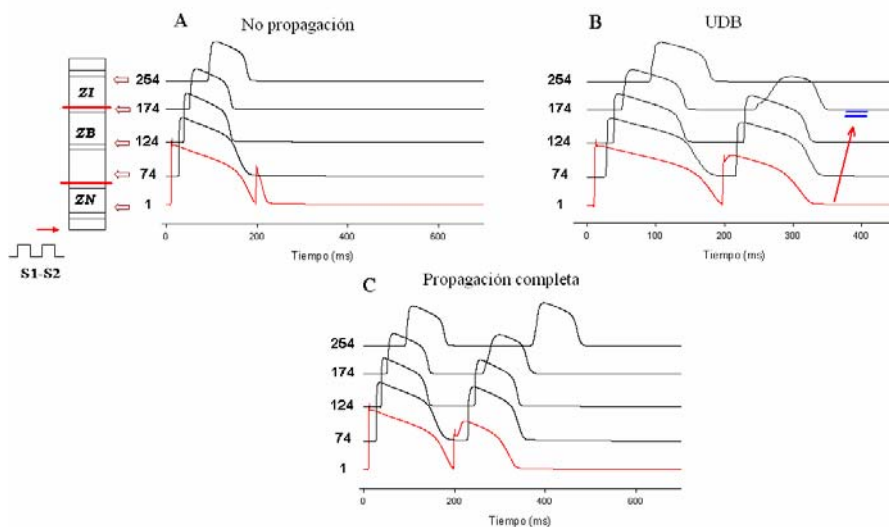 A
No propagación
254
174
124
74
1
0
200
400
600
Tiempo (ms)
ZI
ZB
ZN
S1-S2
B
UDB
254
174
124
74
1
0
100
200
300
400
Tiempo (ms)
C
Propagación completa
254
174
124
74
1
0
200
400
600
Tiempo (ms)